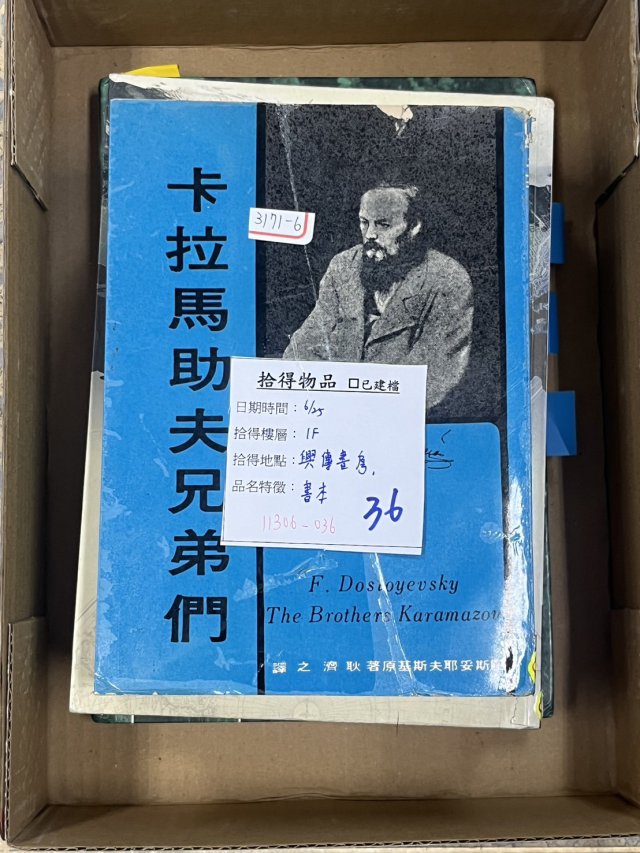 卡拉馬助夫兄弟們
3171-6
拾得物品 □已建檔
日期時間：6/25
拾得樓層：1F
拾得地點：興傳書房,
品名特徵：書本
36
11306-036
F. Dostoyevsky
The Brothers Karamazov
譯之濟耿 著原基斯夫耶妥斯